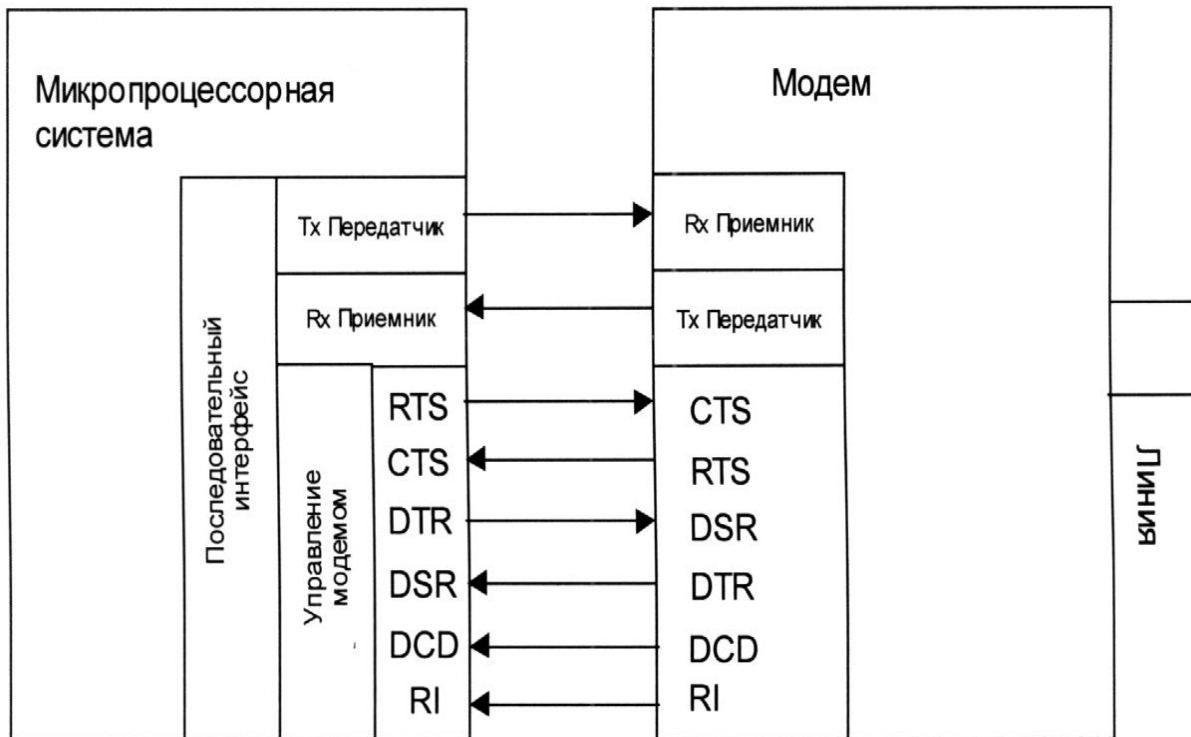 Микропроцессорная
система
Модем
Tx Передатчик
Rx Приемник
Rx Приемник
Tx Передатчик
Последовательный
интерфейс
Управление
модемом
RTS
CTS
CTS
RTS
DTR
DSR
DSR
DTR
DCD
DCD
RI
RI
Линия